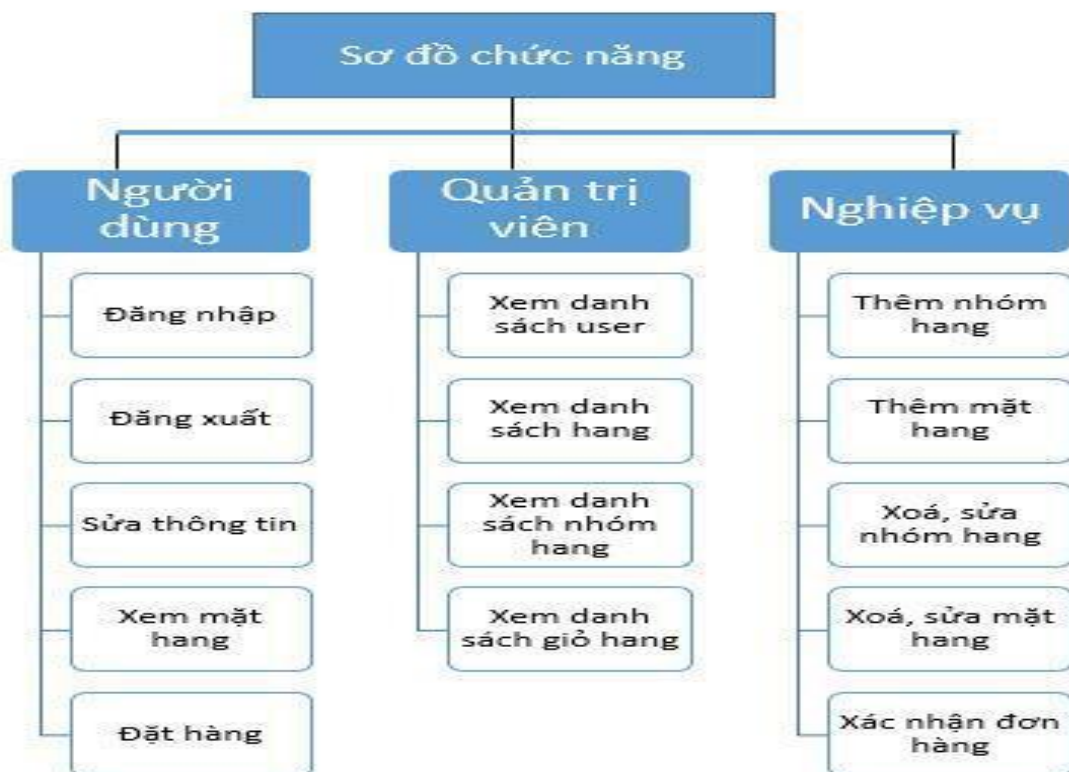 Sơ đồ chức năng
Người
dùng
Đăng nhập
Đăng xuất
Sửa thông tin
Xem mặt
hang
Đặt hàng
Quản trị
viên
Xem danh
sách user
Xem danh
sách hang
Xem danh
sách nhóm
hang
Xem danh
sách giỏ hang
Nghiệp vụ
Thêm nhóm
hang
Thêm mặt
hang
Xoá, sửa
nhóm hang
Xoá, sửa mặt
hang
Xác nhận đơn
hàng